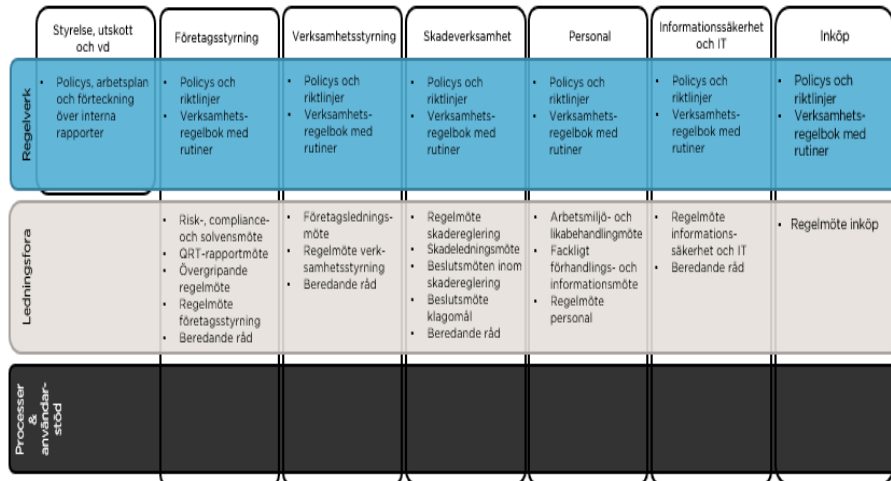 Styrelse, utskott
och vd
Företagsstyrning
Verksamhetsstyrning
Skadeverksamhet
Personal
Informationssäkerhet
och IT
Inköp
Regelverk
• Policys, arbetsplan
och förteckning
över interna
rapporter
• Policys och
riktlinjer
• Verksamhets-
regelbok med
rutiner
• Policys och
riktlinjer
• Verksamhets-
regelbok med
rutiner
• Policys och
riktlinjer
• Verksamhets-
regelbok med
rutiner
• Policys och
riktlinjer
• Verksamhets-
regelbok med
rutiner
• Policys och
riktlinjer
• Verksamhets-
regelbok med
rutiner
• Policys och
riktlinjer
• Verksamhets-
regelbok med
rutiner
Ledningsfora
• Risk-, compliance-
och solvensmöte
• QRT-rapportmöte
• Övergripande
regelmöte
• Regelmöte
företagsstyrning
• Beredande råd
• Företagslednings-
möte
• Regelmöte verk-
samhetsstyrning
• Beredande råd
• Regelmöte
skadereglering
• Skadeledningsmöte
• Beslutsmöten inom
skadereglering
• Beslutsmöte
klagomål
• Beredande råd
• Arbetsmiljö- och
likabehandlingmöte
• Fackligt
förhandlings- och
informationsmöte
• Regelmöte
personal
• Regelmöte
informations-
säkerhet och IT
• Beredande råd
• Regelmöte inköp
Processer
&
användar-
stöd